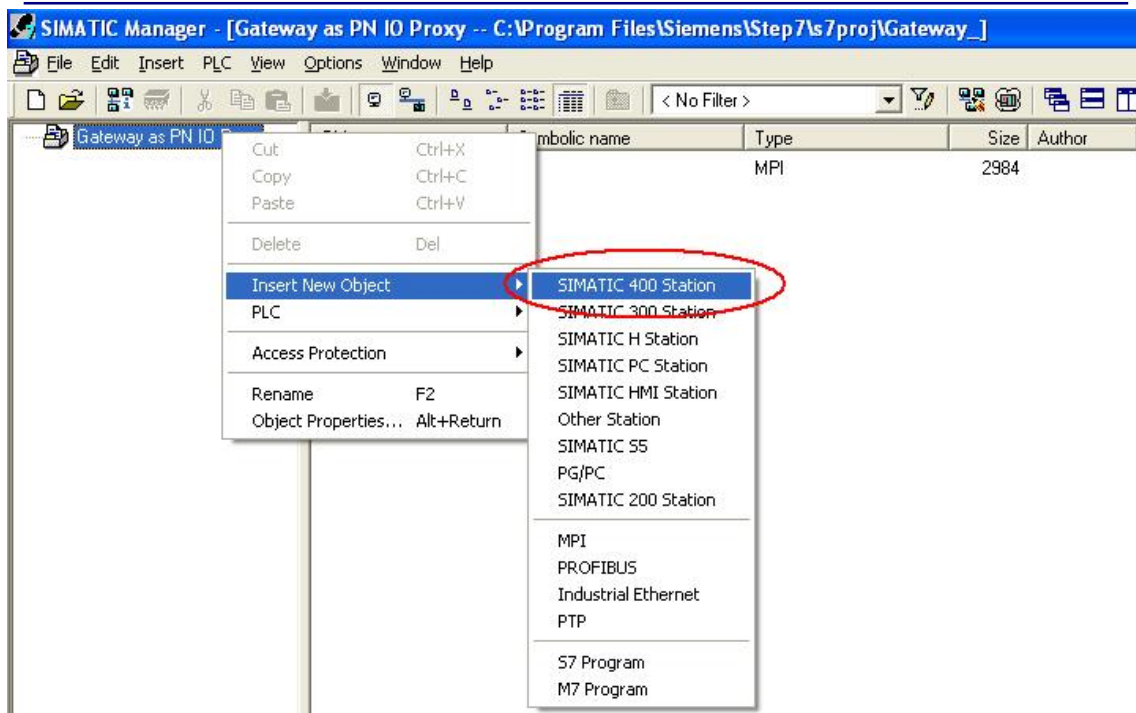 SIMATIC Manager - [Gateway as PN IO Proxy -- C:\Program Files\Siemens\Step7\s7proj\Gateway_]
File Edit Insert PLC View Options Window Help
< No Filter >
Gateway as PN IO
mbolic name Type Size Author
MPI 2984
Cut Ctrl+X
Copy Ctrl+C
Paste Ctrl+V
Delete Del
Insert New Object
PLC
Access Protection
Rename F2
Object Properties... Alt+Return
SIMATIC 400 Station
SIMATIC 300 Station
SIMATIC H Station
SIMATIC PC Station
SIMATIC HMI Station
Other Station
SIMATIC S5
PG/PC
SIMATIC 200 Station
MPI
PROFIBUS
Industrial Ethernet
PTP
S7 Program
M7 Program